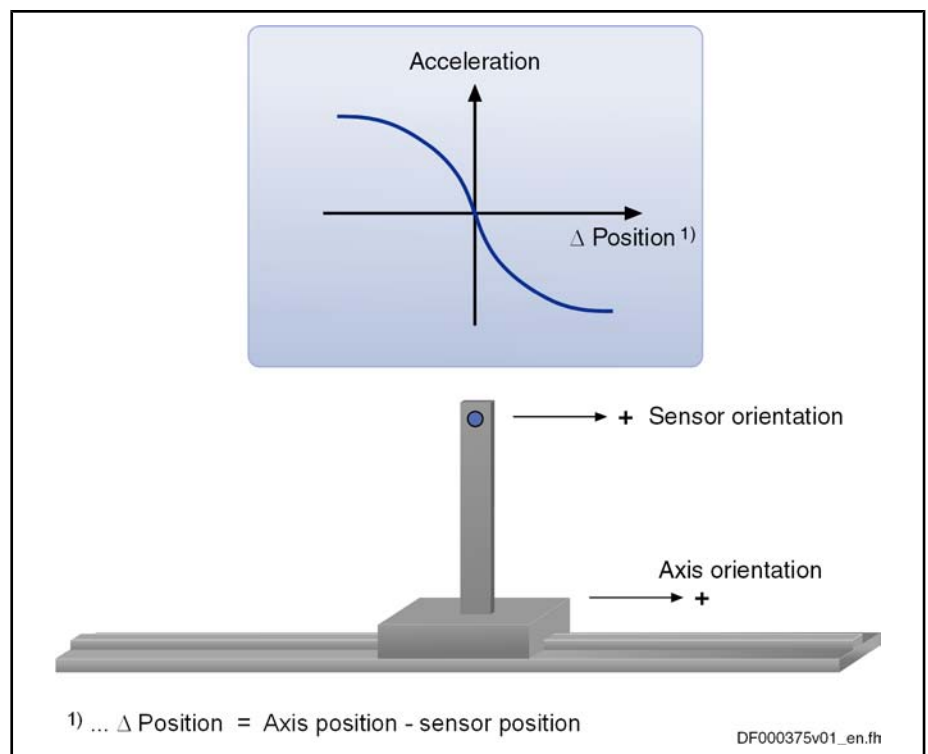 Acceleration
Δ Position 1)
+ Sensor orientation
Axis orientation
+
1) ... Δ Position = Axis position - sensor position
DF000375v01_en.fh